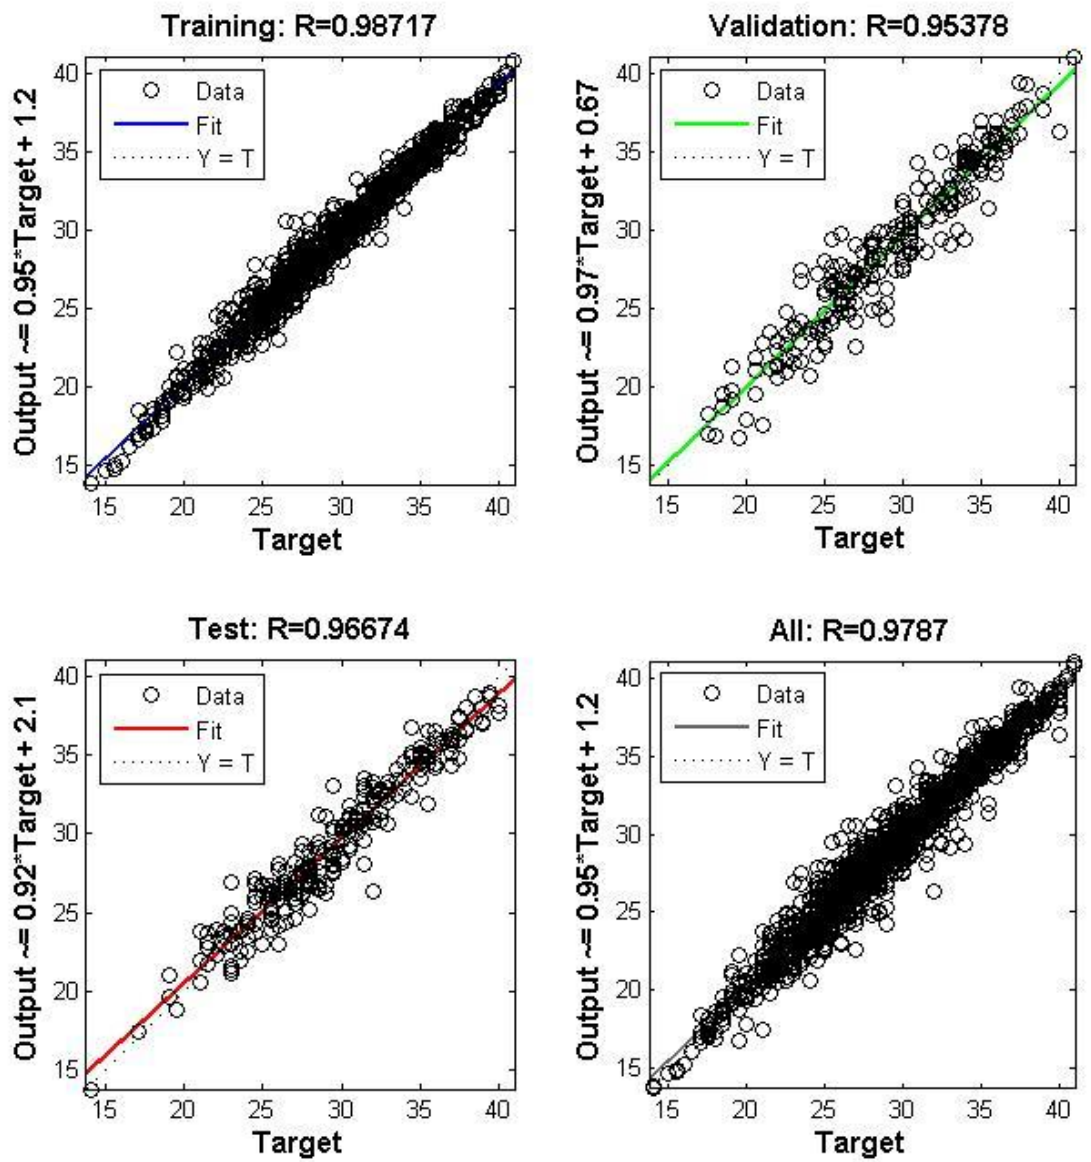 Training: R=0.98717
Output ~= 0.95*Target + 1.2
40
35
30
25
20
15
Data
Fit
Y = T
15 20 25 30 35 40
Target
Validation: R=0.95378
Output ~= 0.97*Target + 0.67
40
35
30
25
20
15
Data
Fit
Y = T
15 20 25 30 35 40
Target
Test: R=0.96674
Output ~= 0.92*Target + 2.1
40
35
30
25
20
15
Data
Fit
Y = T
15 20 25 30 35 40
Target
All: R=0.9787
Output ~= 0.95*Target + 1.2
40
35
30
25
20
15
Data
Fit
Y = T
15 20 25 30 35 40
Target